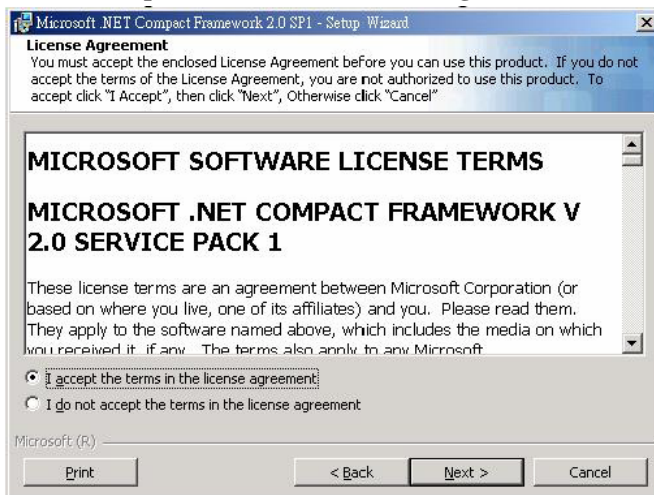 Microsoft .NET Compact Framework 2.0 SP1 - Setup Wizard
License Agreement
You must accept the enclosed License Agreement before you can use this product. If you do not
accept the terms of the License Agreement, you are not authorized to use this product. To
accept click "I Accept", then click "Next", Otherwise click "Cancel"
MICROSOFT SOFTWARE LICENSE TERMS
MICROSOFT .NET COMPACT FRAMEWORK V
2.0 SERVICE PACK 1
These license terms are an agreement between Microsoft Corporation (or
based on where you live, one of its affiliates) and you. Please read them.
They apply to the software named above, which includes the media on which
you received it, if any. The terms also apply to any Microsoft
I accept the terms in the license agreement
I do not accept the terms in the license agreement
Microsoft (R)
Print
< Back
Next >
Cancel